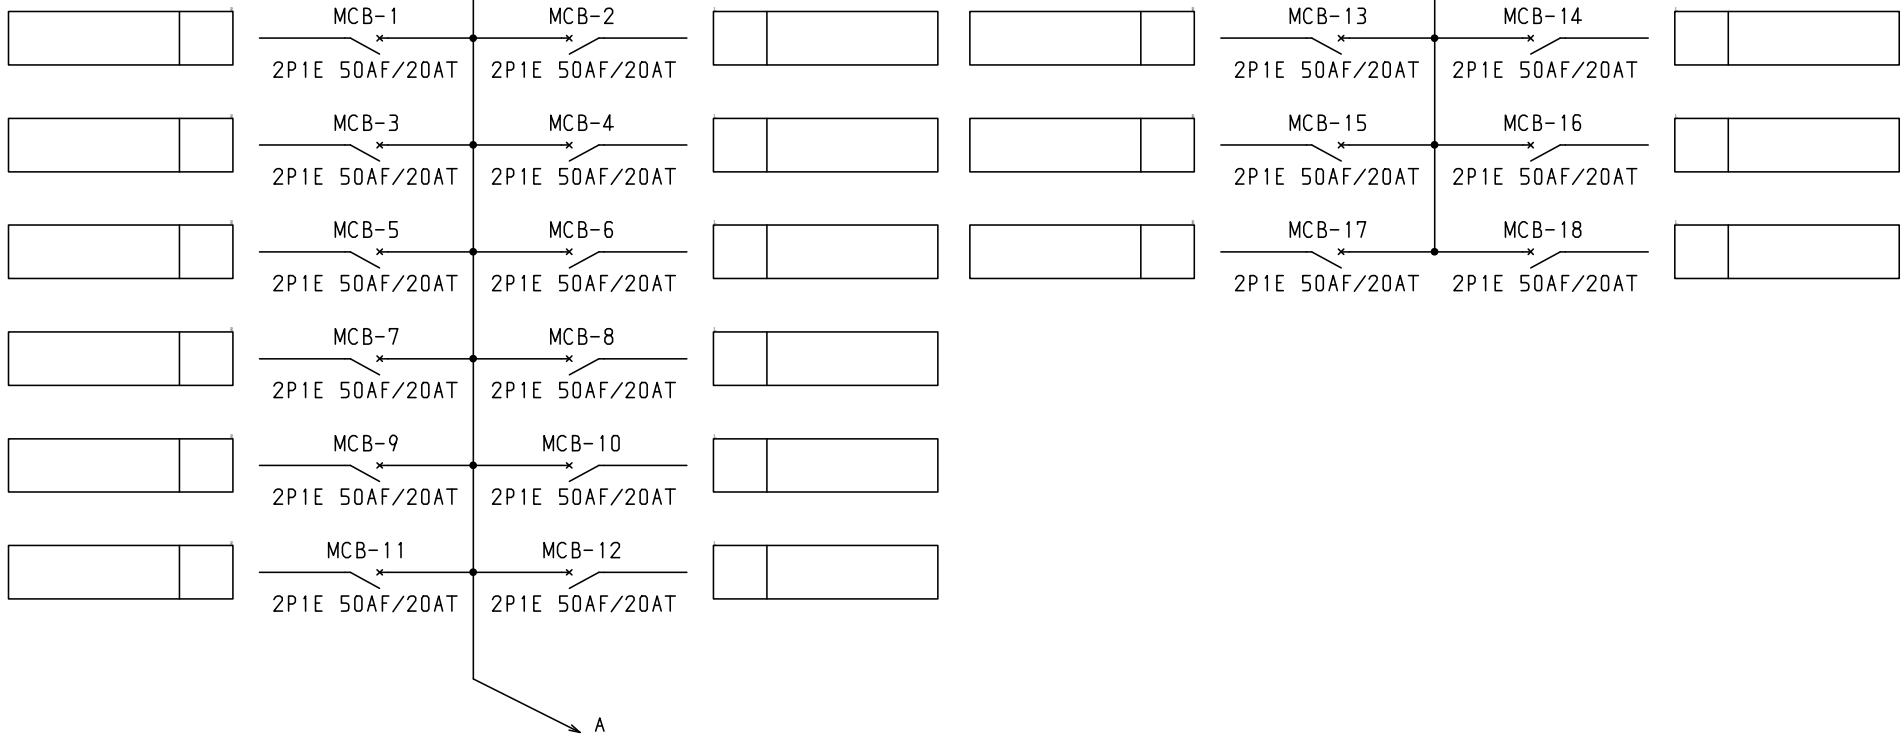 MCB-1 MCB-2 MCB-13 MCB-14
2P1E 50AF/20AT 2P1E 50AF/20AT 2P1E 50AF/20AT 2P1E 50AF/20AT
MCB-3 MCB-4 MCB-15 MCB-16
2P1E 50AF/20AT 2P1E 50AF/20AT 2P1E 50AF/20AT 2P1E 50AF/20AT
MCB-5 MCB-6 MCB-17 MCB-18
2P1E 50AF/20AT 2P1E 50AF/20AT 2P1E 50AF/20AT 2P1E 50AF/20AT
MCB-7 MCB-8
2P1E 50AF/20AT 2P1E 50AF/20AT
MCB-9 MCB-10
2P1E 50AF/20AT 2P1E 50AF/20AT
MCB-11 MCB-12
2P1E 50AF/20AT 2P1E 50AF/20AT
A